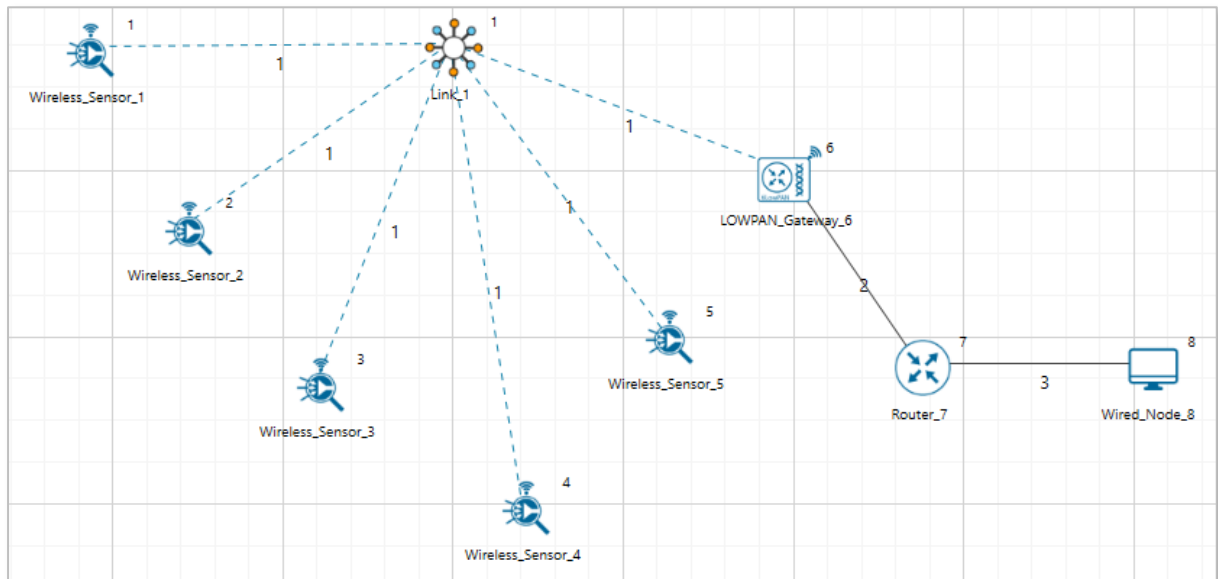 1
1
Wireless_Sensor_1
1
Link_1
1
6
1
6LowPAN
LOWPAN_Gateway_6
2
1
1
Wireless_Sensor_2
1
2
5
7
8
3
Wireless_Sensor_5
3
Router_7
Wired_Node_8
Wireless_Sensor_3
4
Wireless_Sensor_4